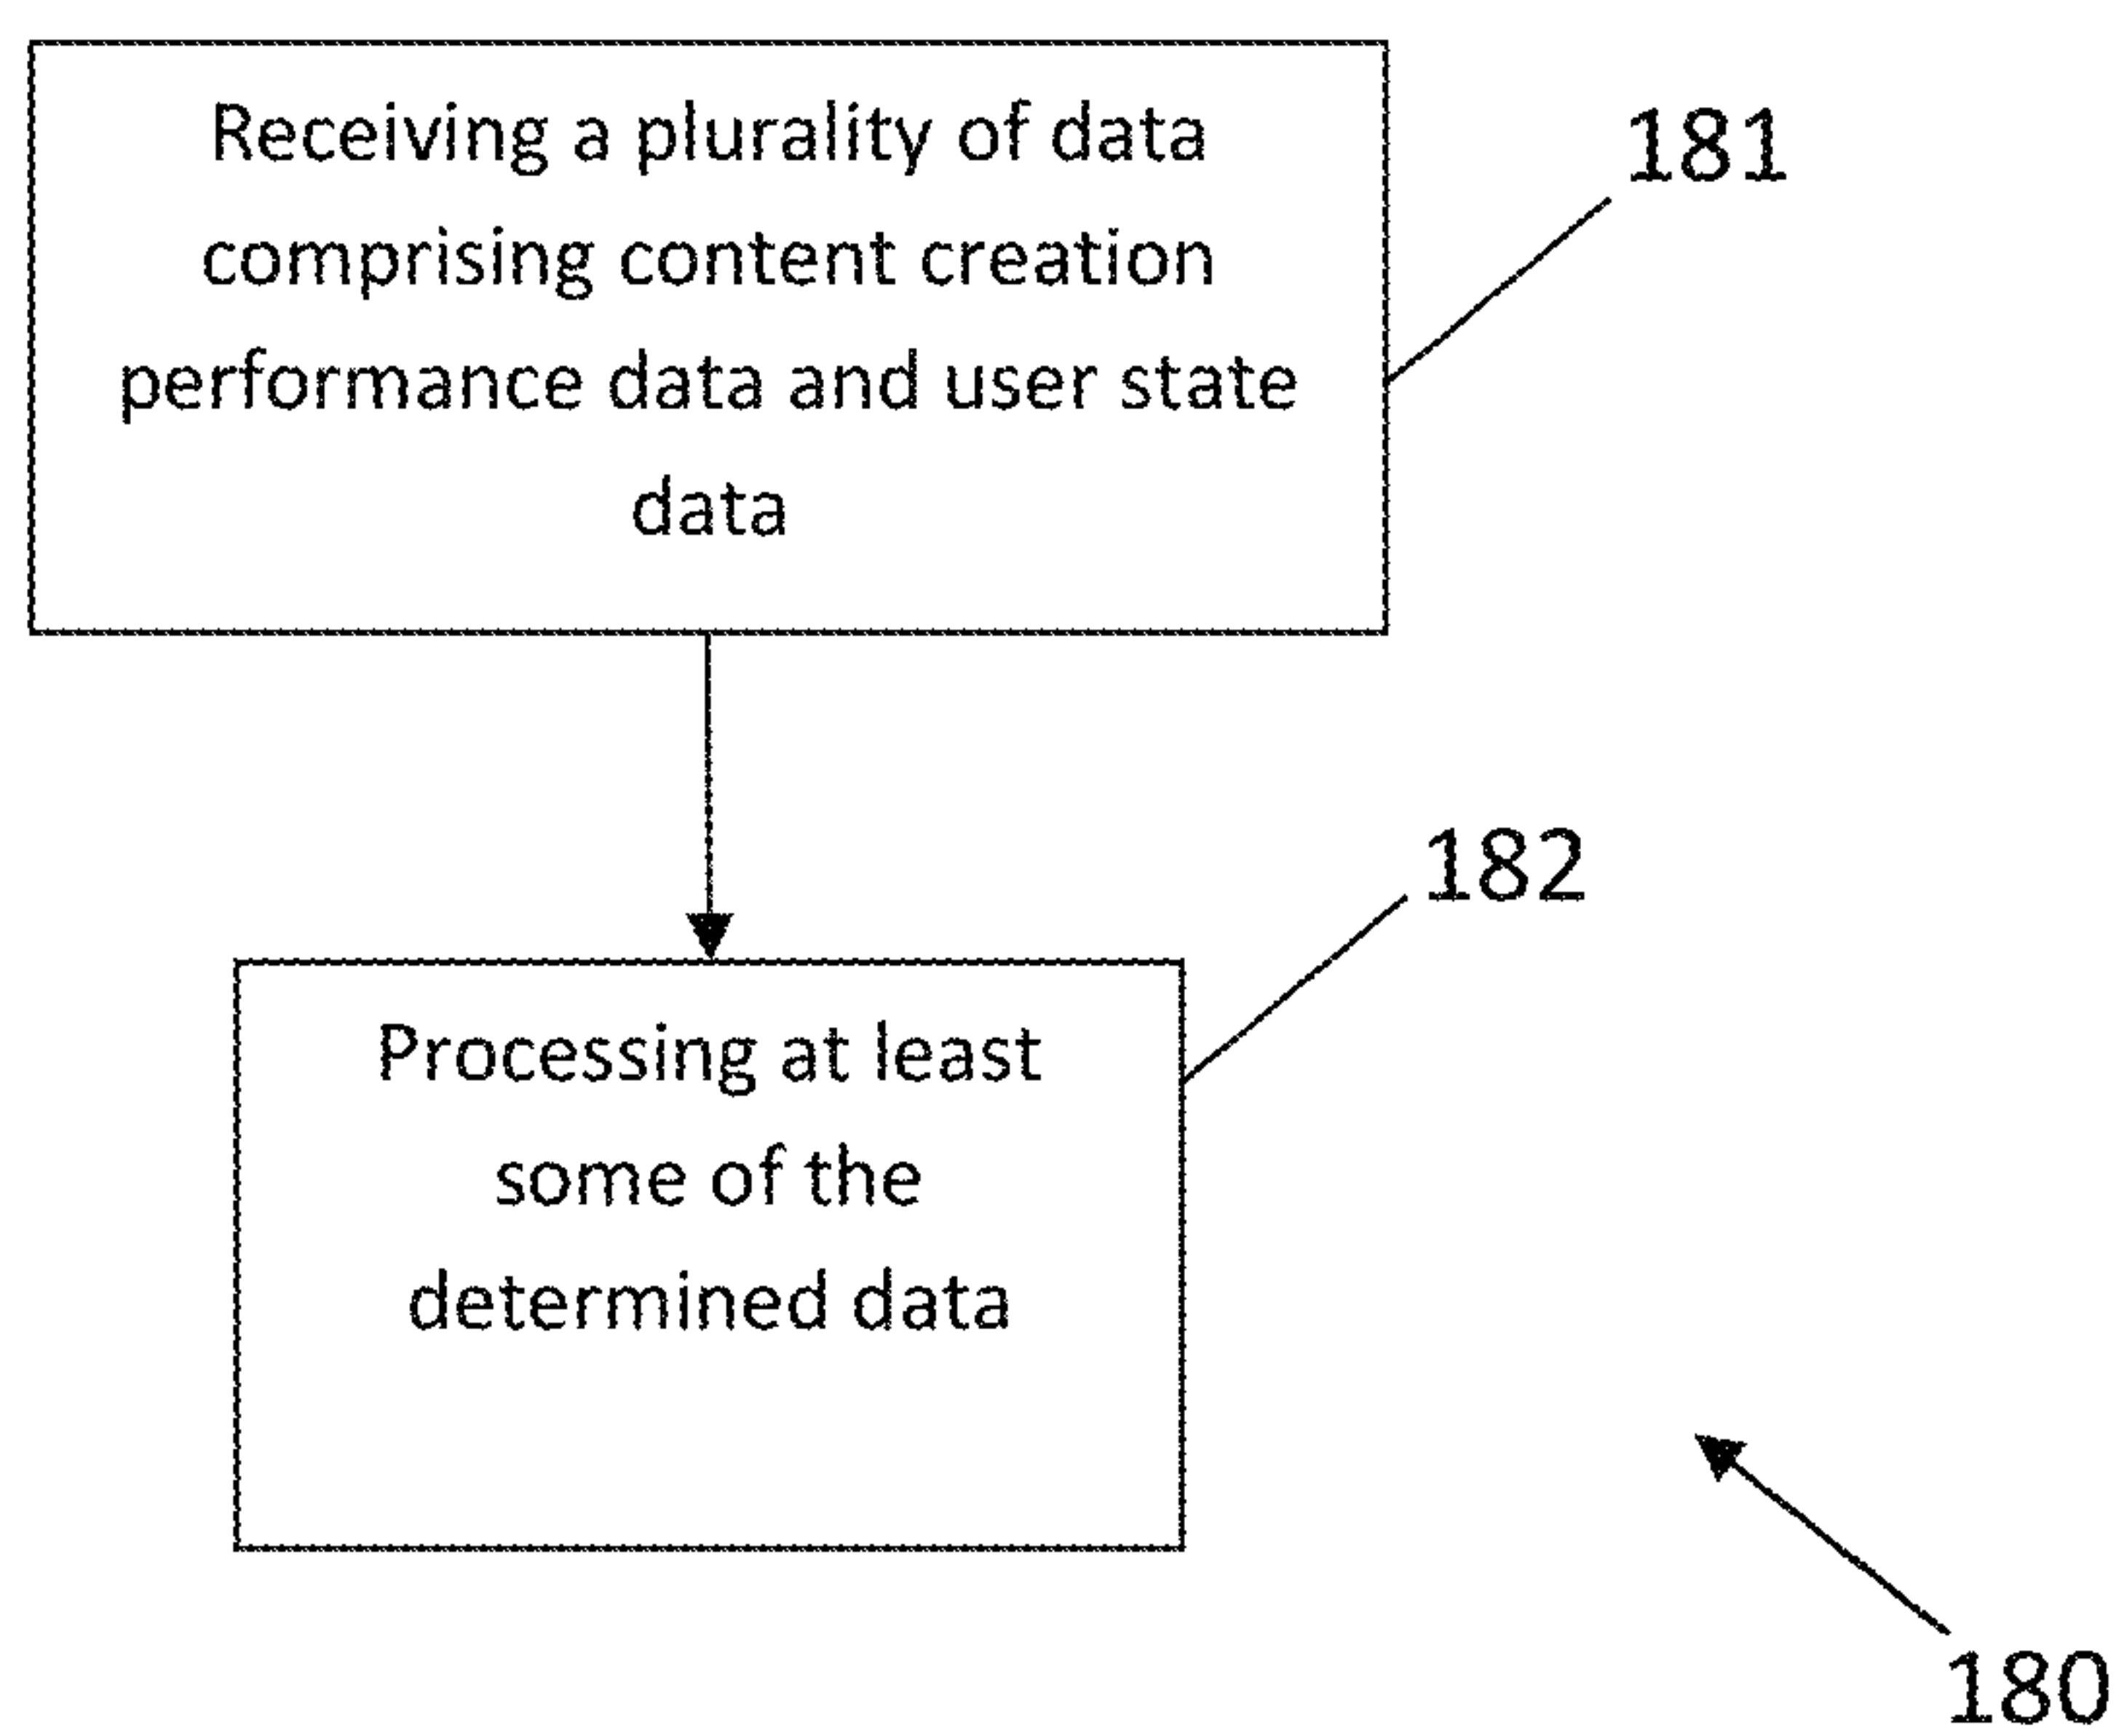 Receiving a plurality of data
comprising content creation
performance data and user state
data
181
182
Processing at least
some of the
determined data
180